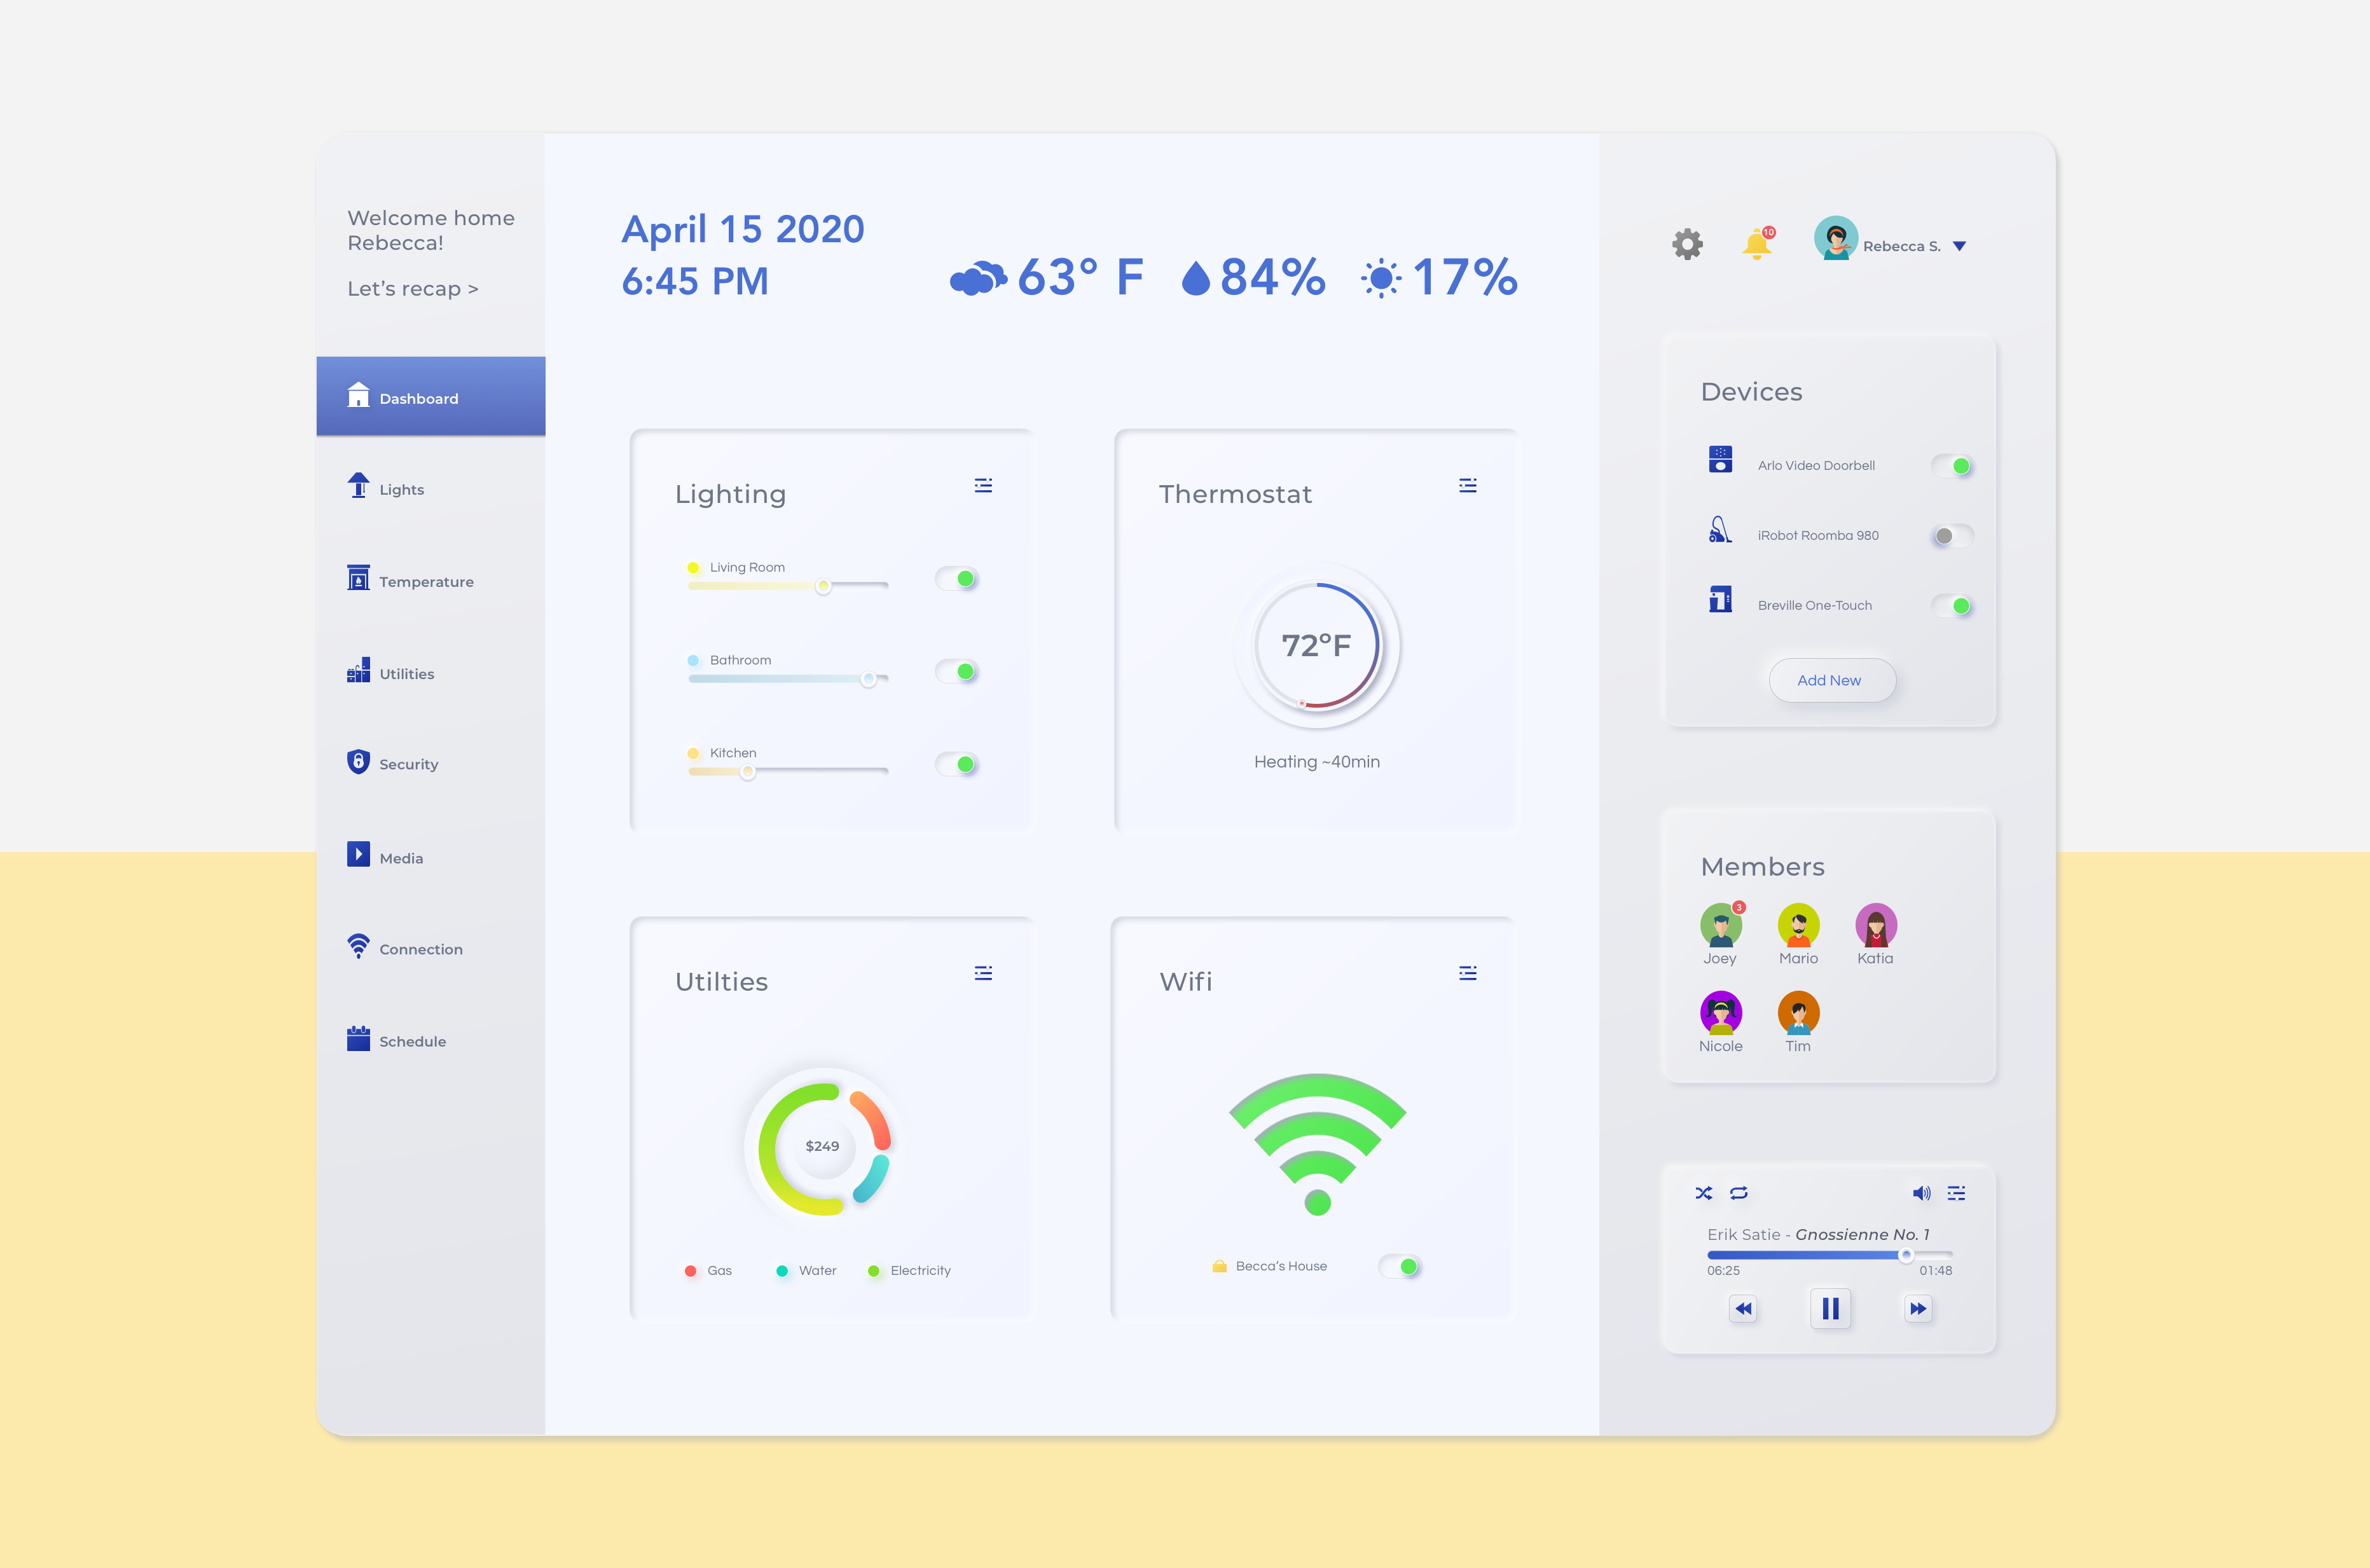 Welcome home
Rebecca!
Let's recap >
Dashboard
Lights
Temperature
Utilities
Security
Media
Connection
Schedule
April 15 2020
6:45 PM
63° F
84%
17%
Lighting
Living Room
Bathroom
Kitchen
Thermostat
72°F
Heating ~40min
Utilties
$249
Gas
Water
Electricity
Wifi
Becca's House
10
Rebecca S.
Devices
Arlo Video Doorbell
iRobot Roomba 980
Breville One-Touch
Add New
Members
3
Joey
Mario
Katia
Nicole
Tim
Erik Satie - Gnossienne No. 1
06:25
01:48